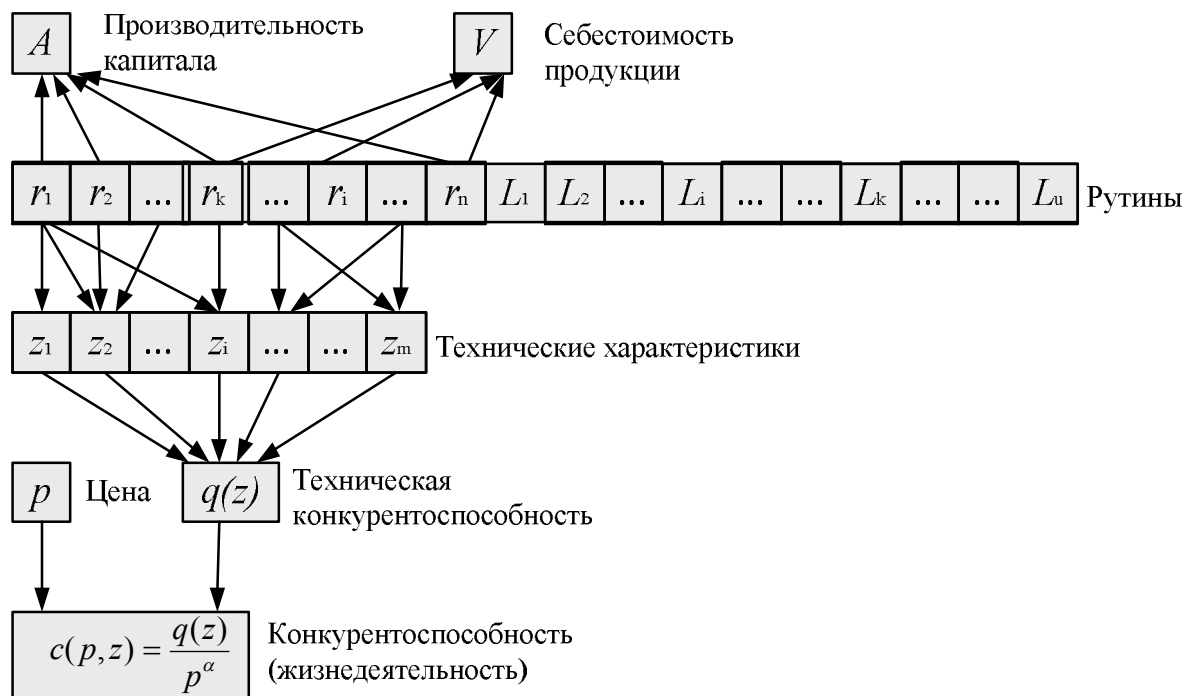 A Производительность капитала V Себестоимость продукции
r1 r2 ... rk ... ri ... rn L1 L2 ... Li ... ... Lk ... ... Lu Рутины
z1 z2 ... zi ... ... zm Технические характеристики
p Цена q(z) Техническая
конкурентоспособность
c(p,z) = q(z) / p^α Конкурентоспособность
(жизнедеятельность)